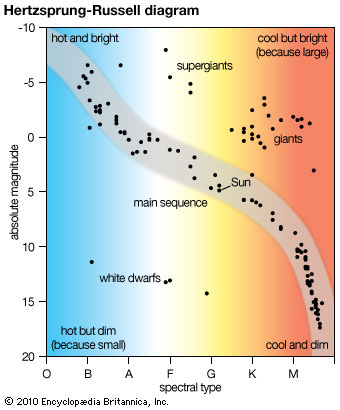 Hertzsprung-Russell diagram
-10
-5
0
5
10
15
20
absolute magnitude
hot and bright
cool but bright
(because large)
supergiants
giants
Sun
main sequence
white dwarfs
hot but dim
(because small)
cool and dim
O B A F G K M
spectral type
© 2010 Encyclopædia Britannica, Inc.